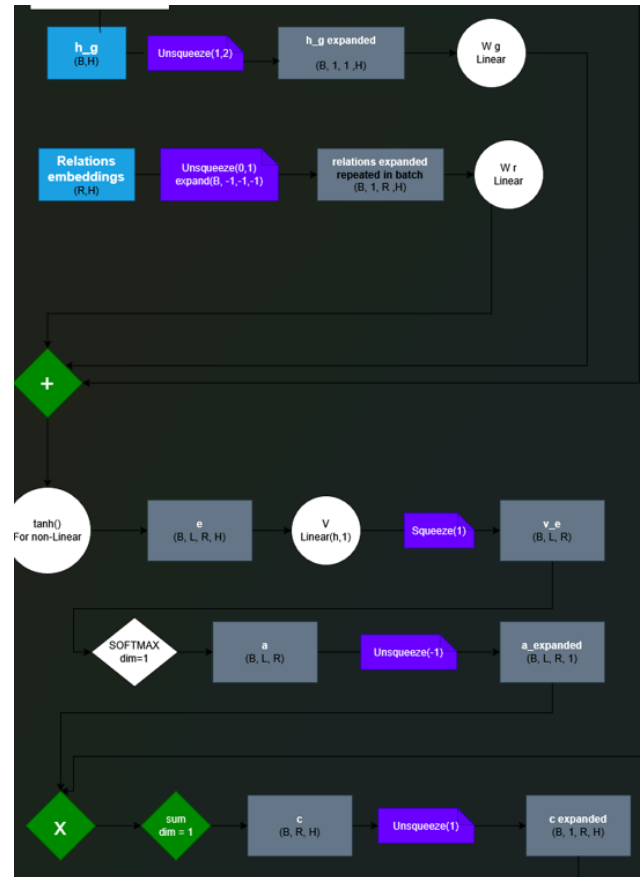 h_g
(B,H)
Unsqueeze(1,2)
h_g expanded
(B, 1, 1 ,H)
W g
Linear
Relations
embeddings
(R,H)
Unsqueeze(0,1)
expand(B, -1,-1,-1)
relations expanded
repeated in batch
(B, 1, R ,H)
W r
Linear
+
tanh()
For non-Linear
e
(B, L, R, H)
V
Linear(h,1)
Squeeze(1)
v_e
(B, L, R)
SOFTMAX
dim=1
a
(B, L, R)
Unsqueeze(-1)
a_expanded
(B, L, R, 1)
X
sum
dim = 1
c
(B, R, H)
Unsqueeze(1)
c expanded
(B, 1, R, H)